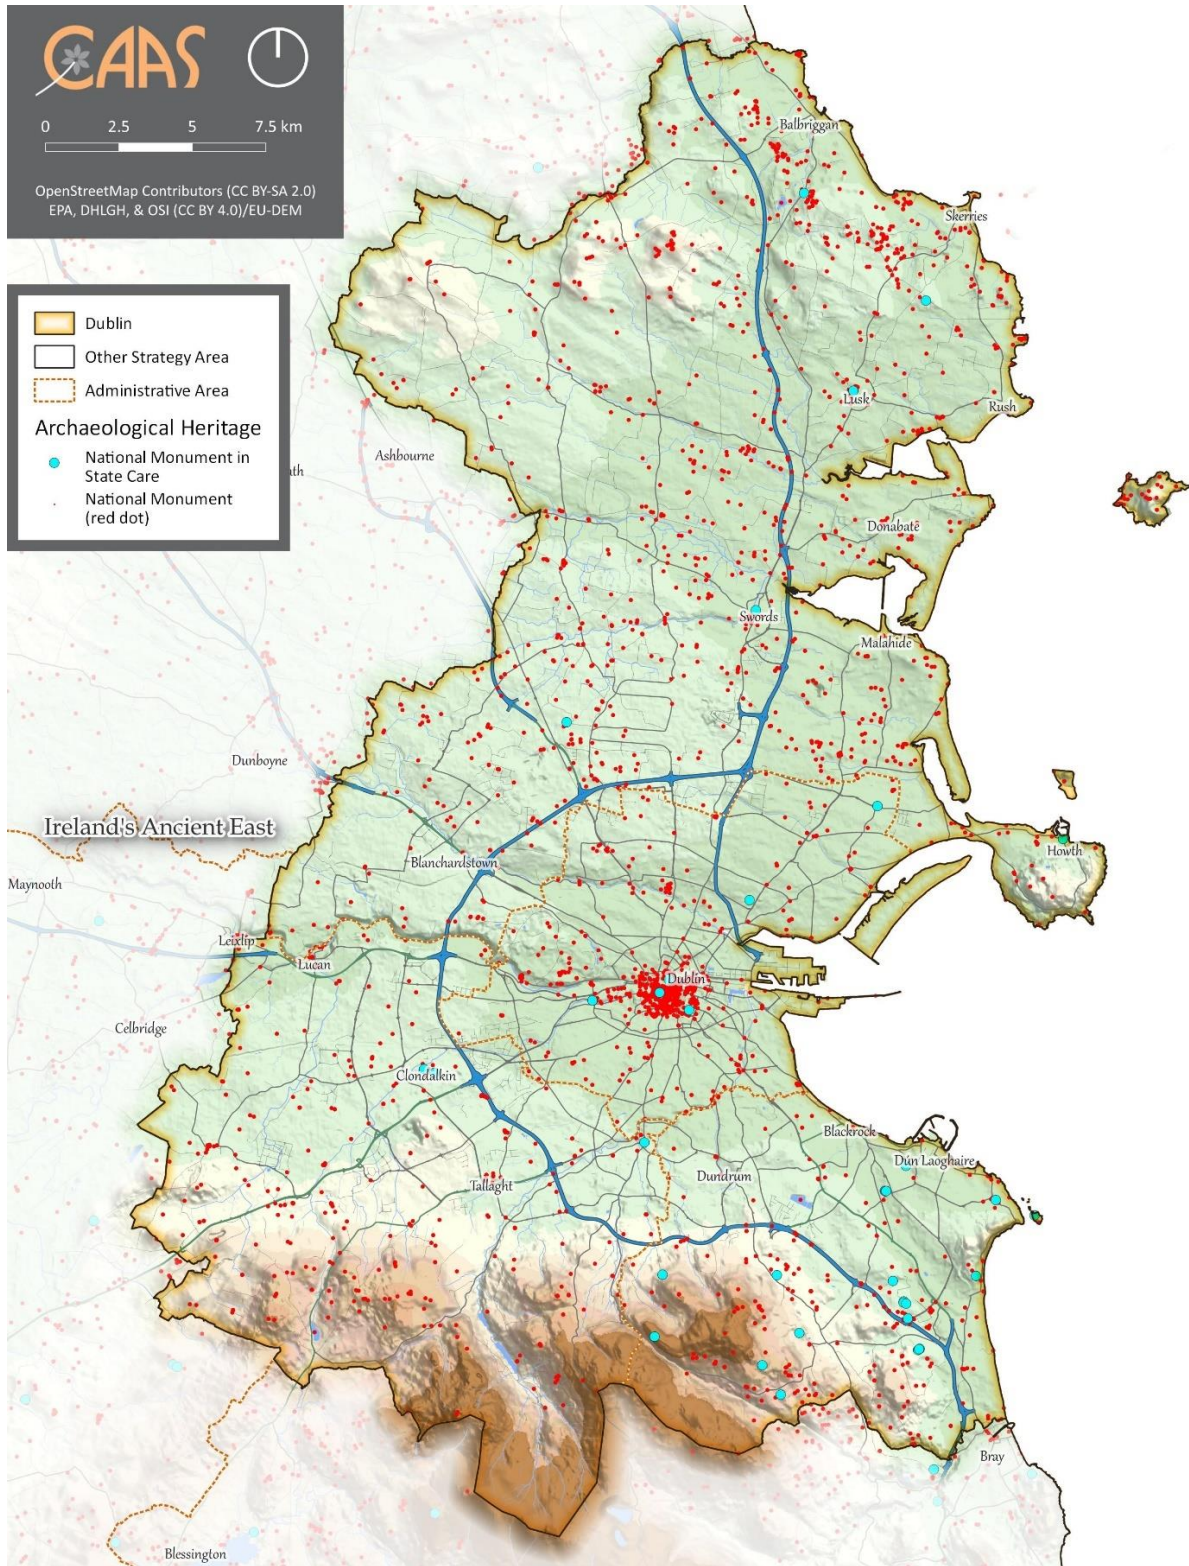 CAAS
0 2.5 5 7.5 km
OpenStreetMap Contributors (CC BY-SA 2.0)
EPA, DHLGH, & OSI (CC BY 4.0)/EU-DEM
Dublin
Other Strategy Area
Administrative Area
Archaeological Heritage
National Monument in
State Care
National Monument
(red dot)
Balbriggan
Skerries
Lusk
Rush
Ashbourne
ath
Donabate
Swords
Malahide
Dunboyne
Ireland's Ancient East
Maynooth
Blanchardstown
Howth
Leixlip
Lucan
Dublin
Celbridge
Clondalkin
Blackrock
Dún Laoghaire
Tallaght
Dundrum
Bray
Blessington